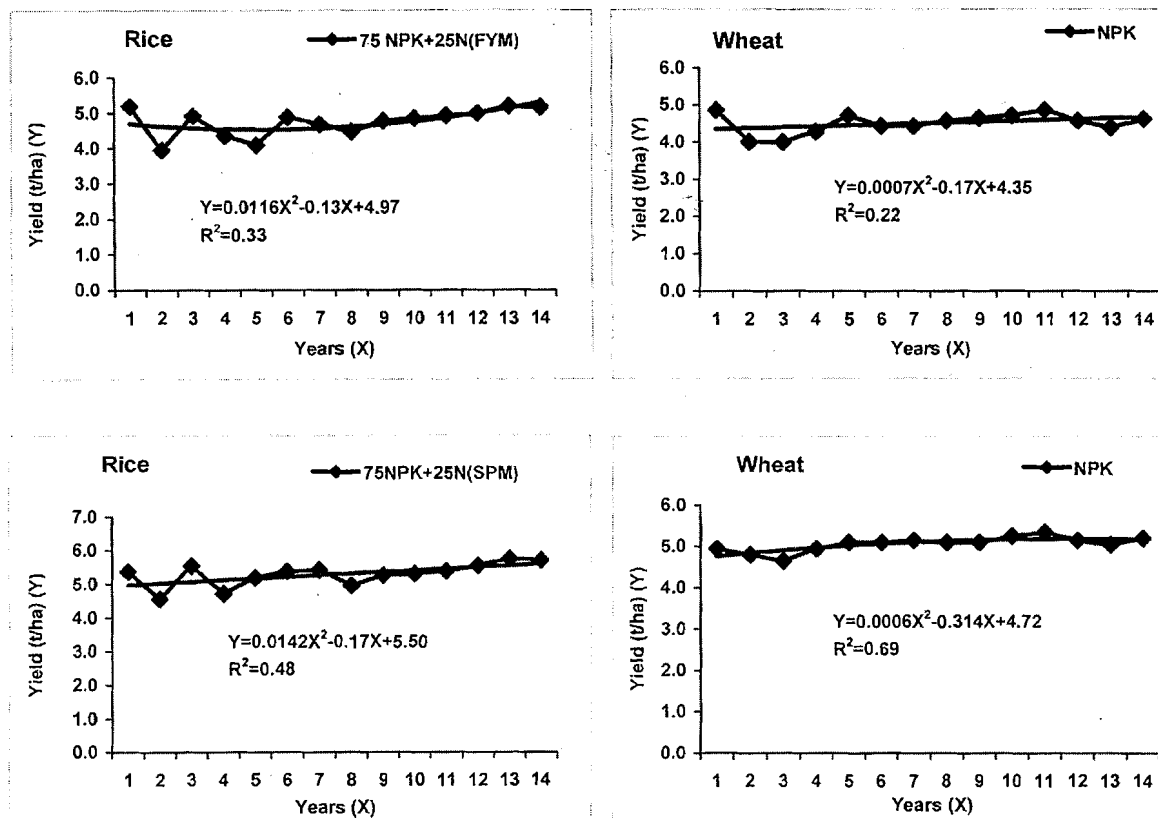 Rice
75 NPK+25N(FYM)
Yield (t/ha) (Y)
6.0
5.0
4.0
3.0
2.0
1.0
0.0
1 2 3 4 5 6 7 8 9 10 11 12 13 14
Years (X)
Y=0.0116X²-0.13X+4.97
R²=0.33
Wheat
NPK
Yield (t/ha) (Y)
6.0
5.0
4.0
3.0
2.0
1.0
0.0
1 2 3 4 5 6 7 8 9 10 11 12 13 14
Years (X)
Y=0.0007X²-0.17X+4.35
R²=0.22
Rice
75NPK+25N(SPM)
Yield (t/ha) (Y)
7.0
6.0
5.0
4.0
3.0
2.0
1.0
0.0
1 2 3 4 5 6 7 8 9 10 11 12 13 14
Years (X)
Y=0.0142X²-0.17X+5.50
R²=0.48
Wheat
NPK
Yield (t/ha) (Y)
6.0
5.0
4.0
3.0
2.0
1.0
0.0
1 2 3 4 5 6 7 8 9 10 11 12 13 14
Years (X)
Y=0.0006X²-0.314X+4.72
R²=0.69